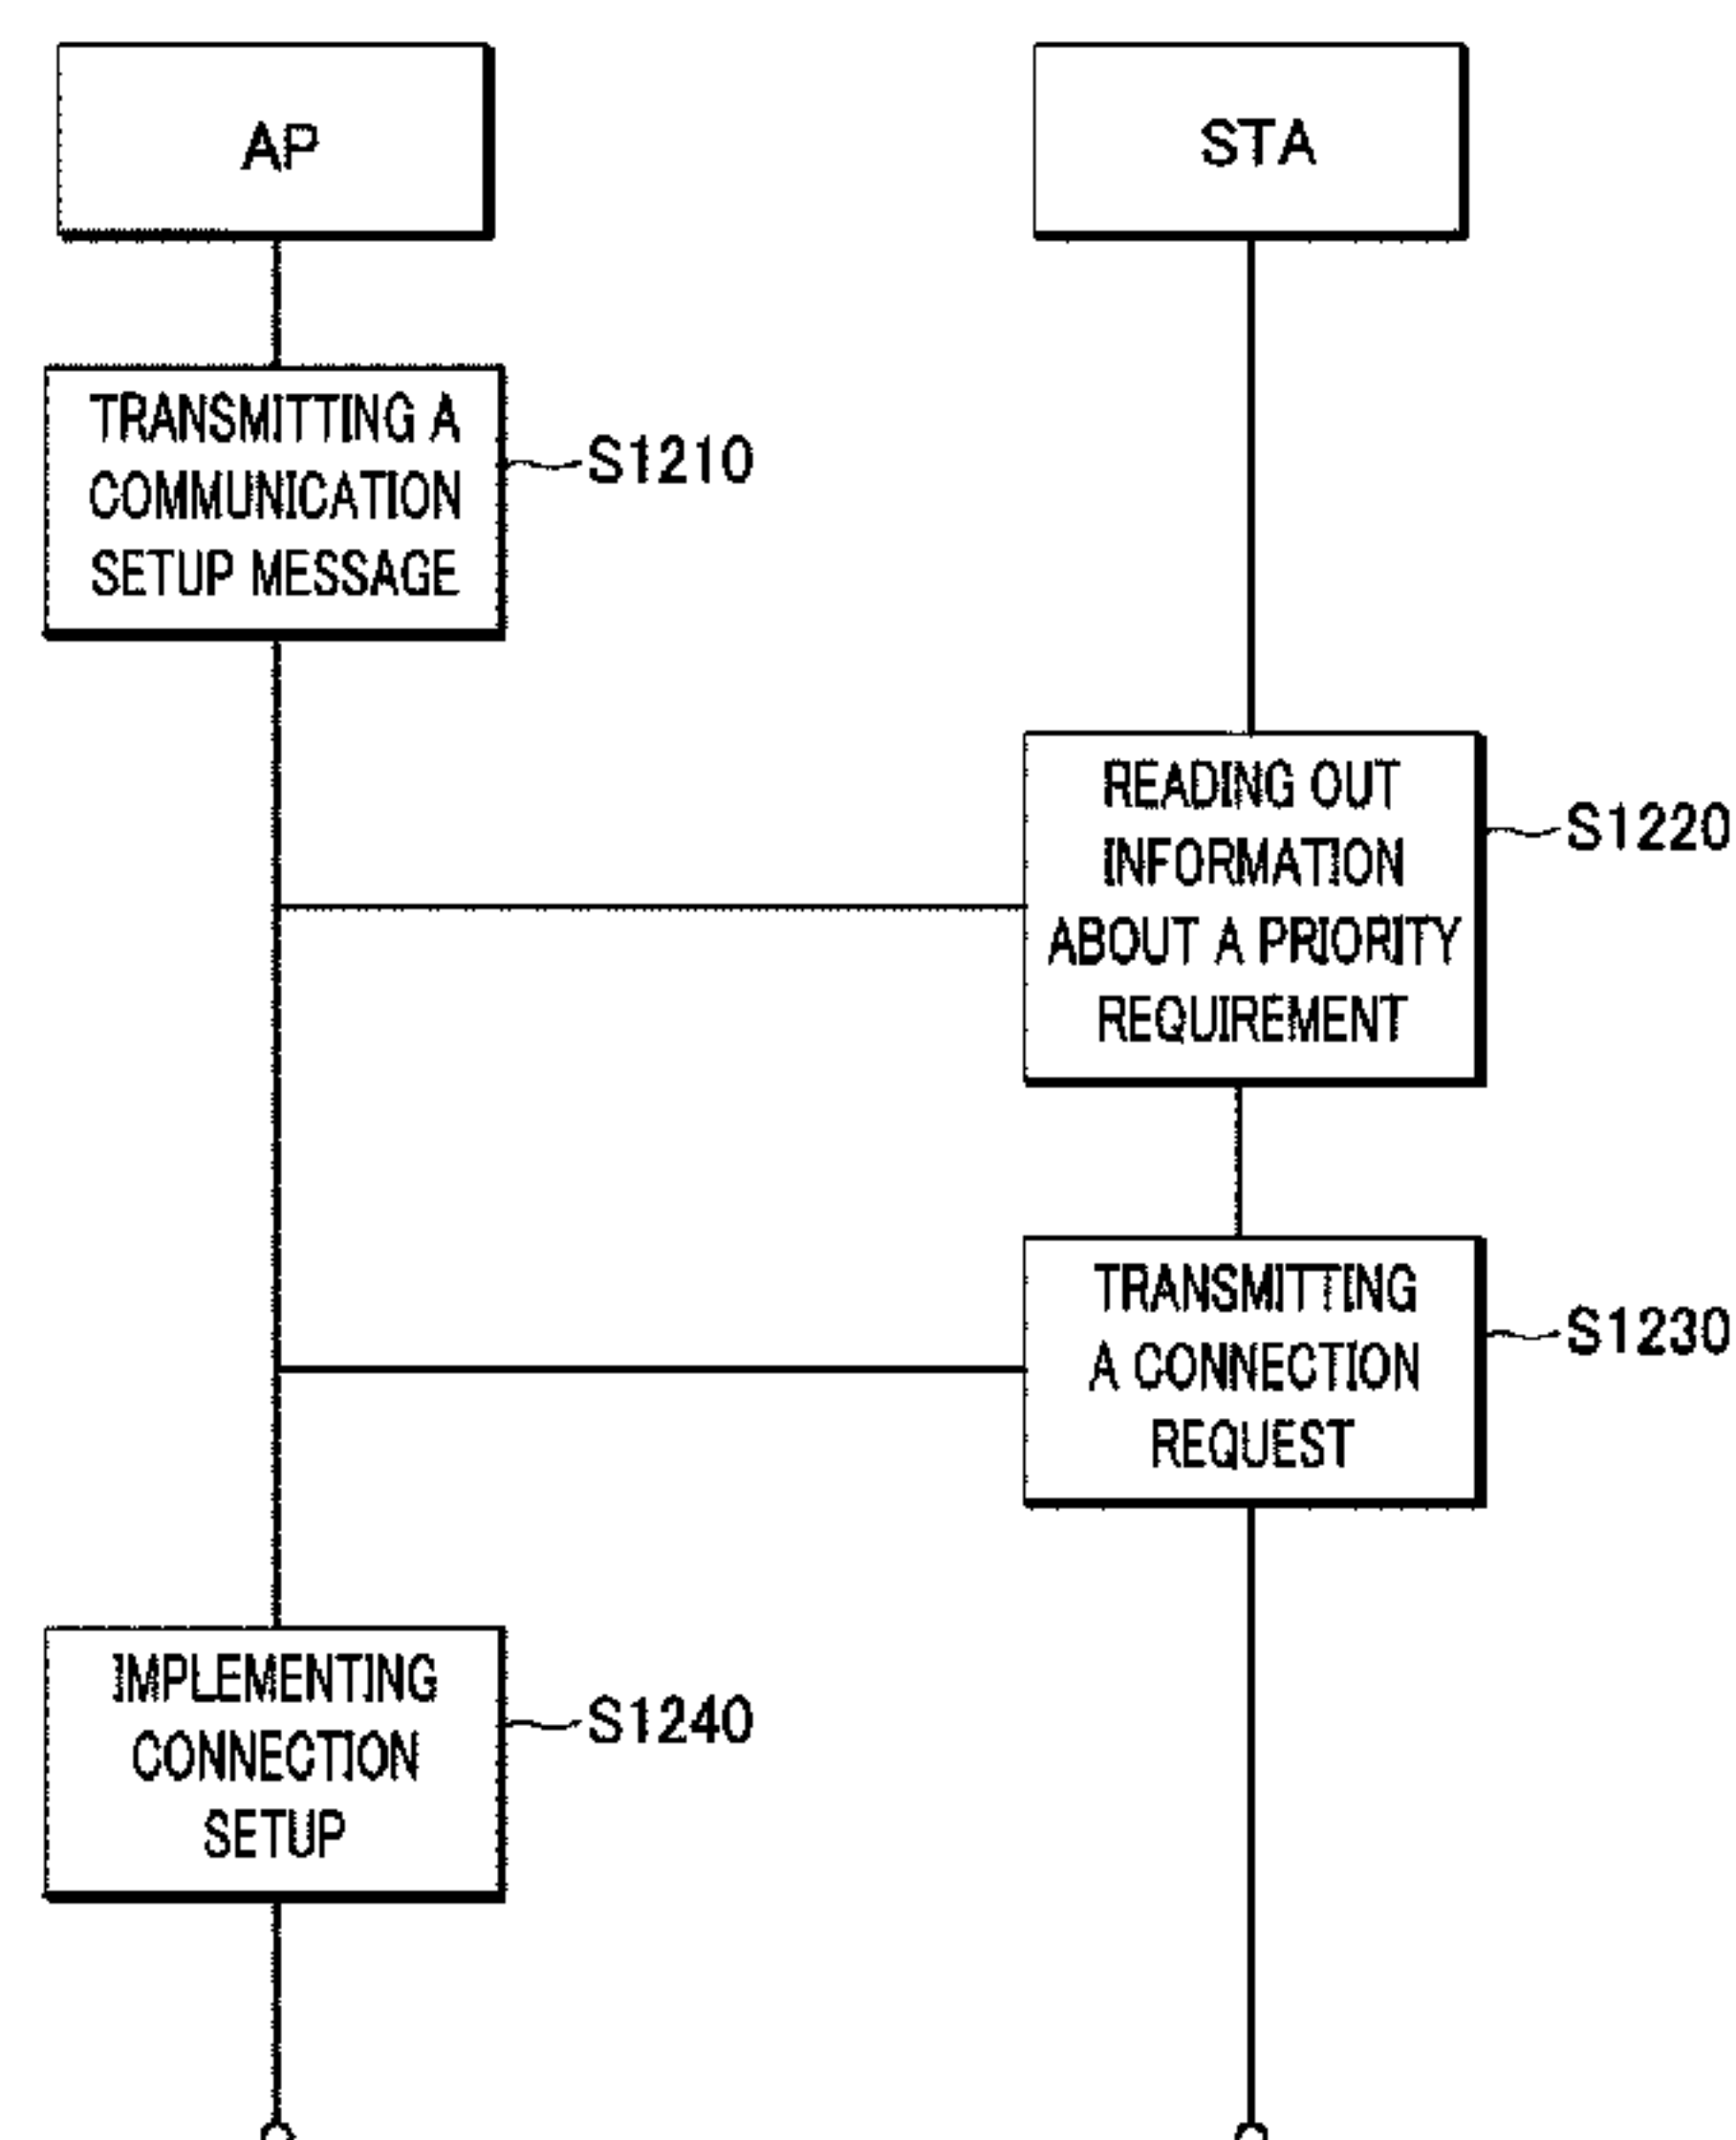 AP
STA
TRANSMITTING A
COMMUNICATION
SETUP MESSAGE
S1210
READING OUT
INFORMATION
ABOUT A PRIORITY
REQUIREMENT
S1220
TRANSMITTING
A CONNECTION
REQUEST
S1230
IMPLEMENTING
CONNECTION
SETUP
S1240